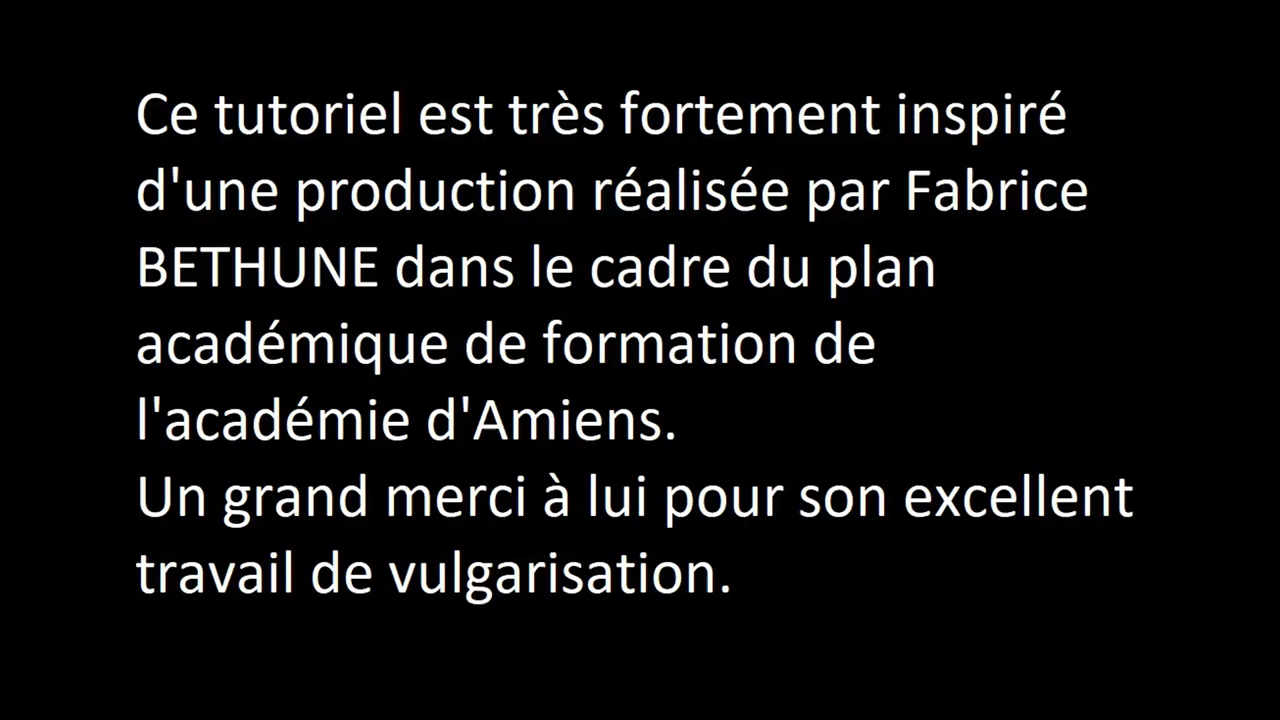 Ce tutoriel est très fortement inspiré
d'une production réalisée par Fabrice
BETHUNE dans le cadre du plan
académique de formation de
l'académie d'Amiens.
Un grand merci à lui pour son excellent
travail de vulgarisation.